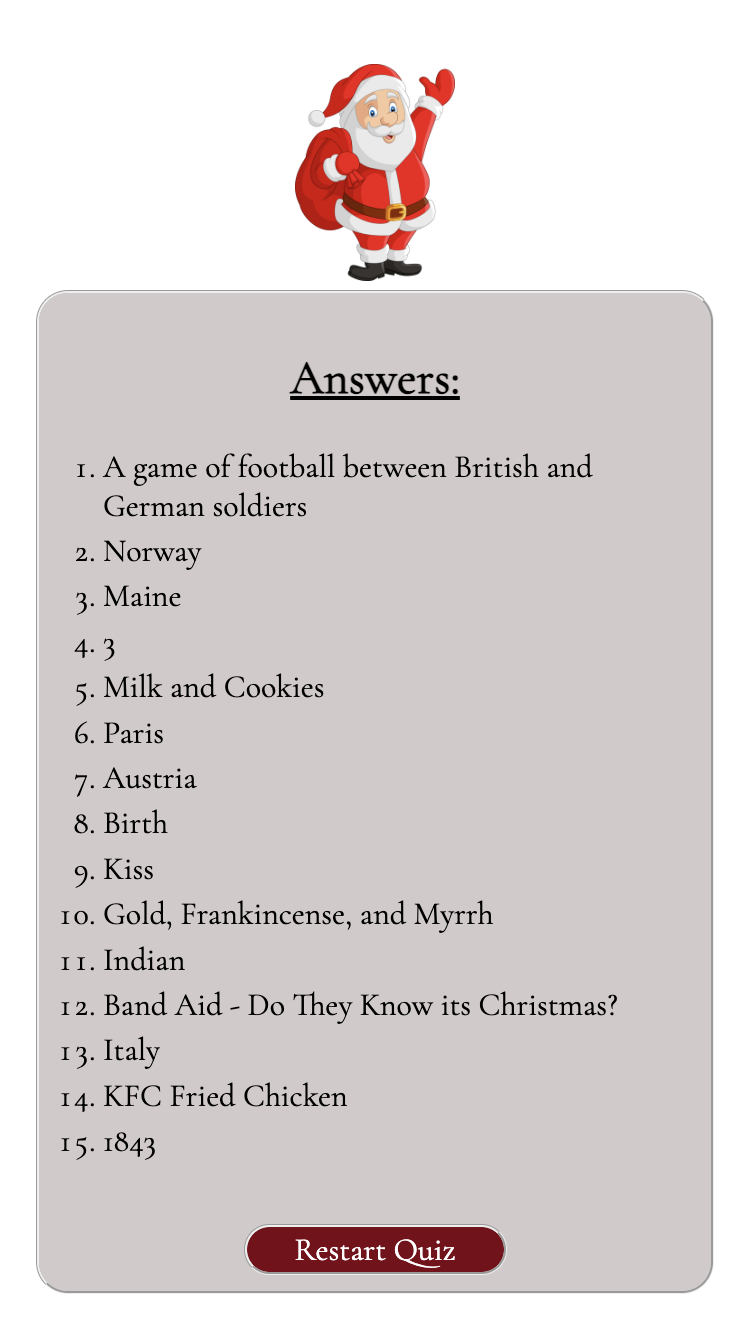 Answers:
1. A game of football between British and
German soldiers
2. Norway
3. Maine
4. 3
5. Milk and Cookies
6. Paris
7. Austria
8. Birth
9. Kiss
10. Gold, Frankincense, and Myrrh
11. Indian
12. Band Aid - Do They Know its Christmas?
13. Italy
14. KFC Fried Chicken
15. 1843
Restart Quiz